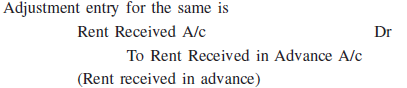 Adjustment entry for the same is
Rent Received A/c Dr
To Rent Received in Advance A/c
(Rent received in advance)